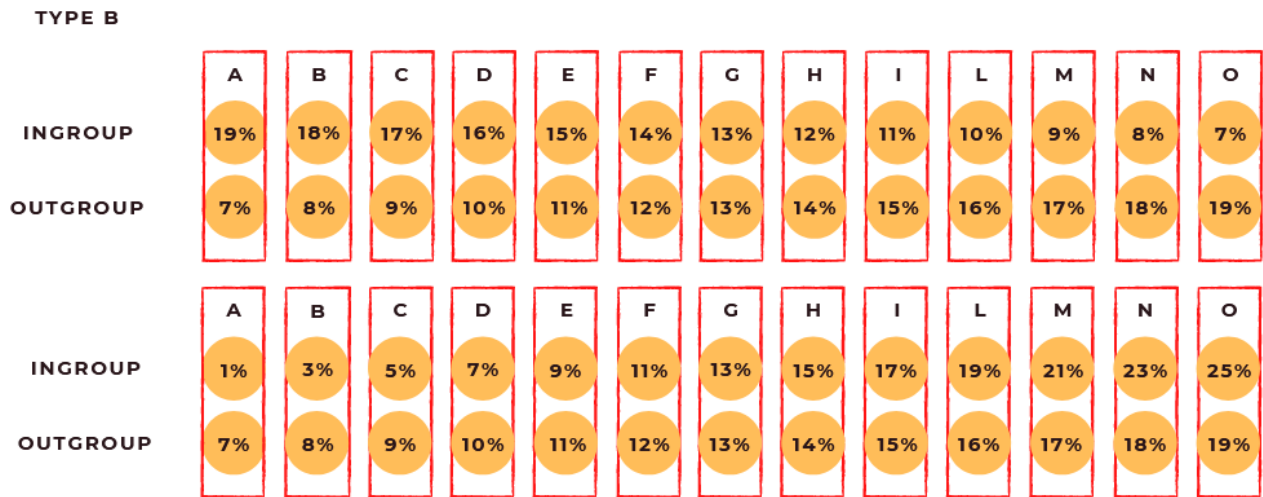 TYPE B
A B C D E F G H I L M N O
INGROUP 19% 18% 17% 16% 15% 14% 13% 12% 11% 10% 9% 8% 7%
OUTGROUP 7% 8% 9% 10% 11% 12% 13% 14% 15% 16% 17% 18% 19%
A B C D E F G H I L M N O
INGROUP 1% 3% 5% 7% 9% 11% 13% 15% 17% 19% 21% 23% 25%
OUTGROUP 7% 8% 9% 10% 11% 12% 13% 14% 15% 16% 17% 18% 19%